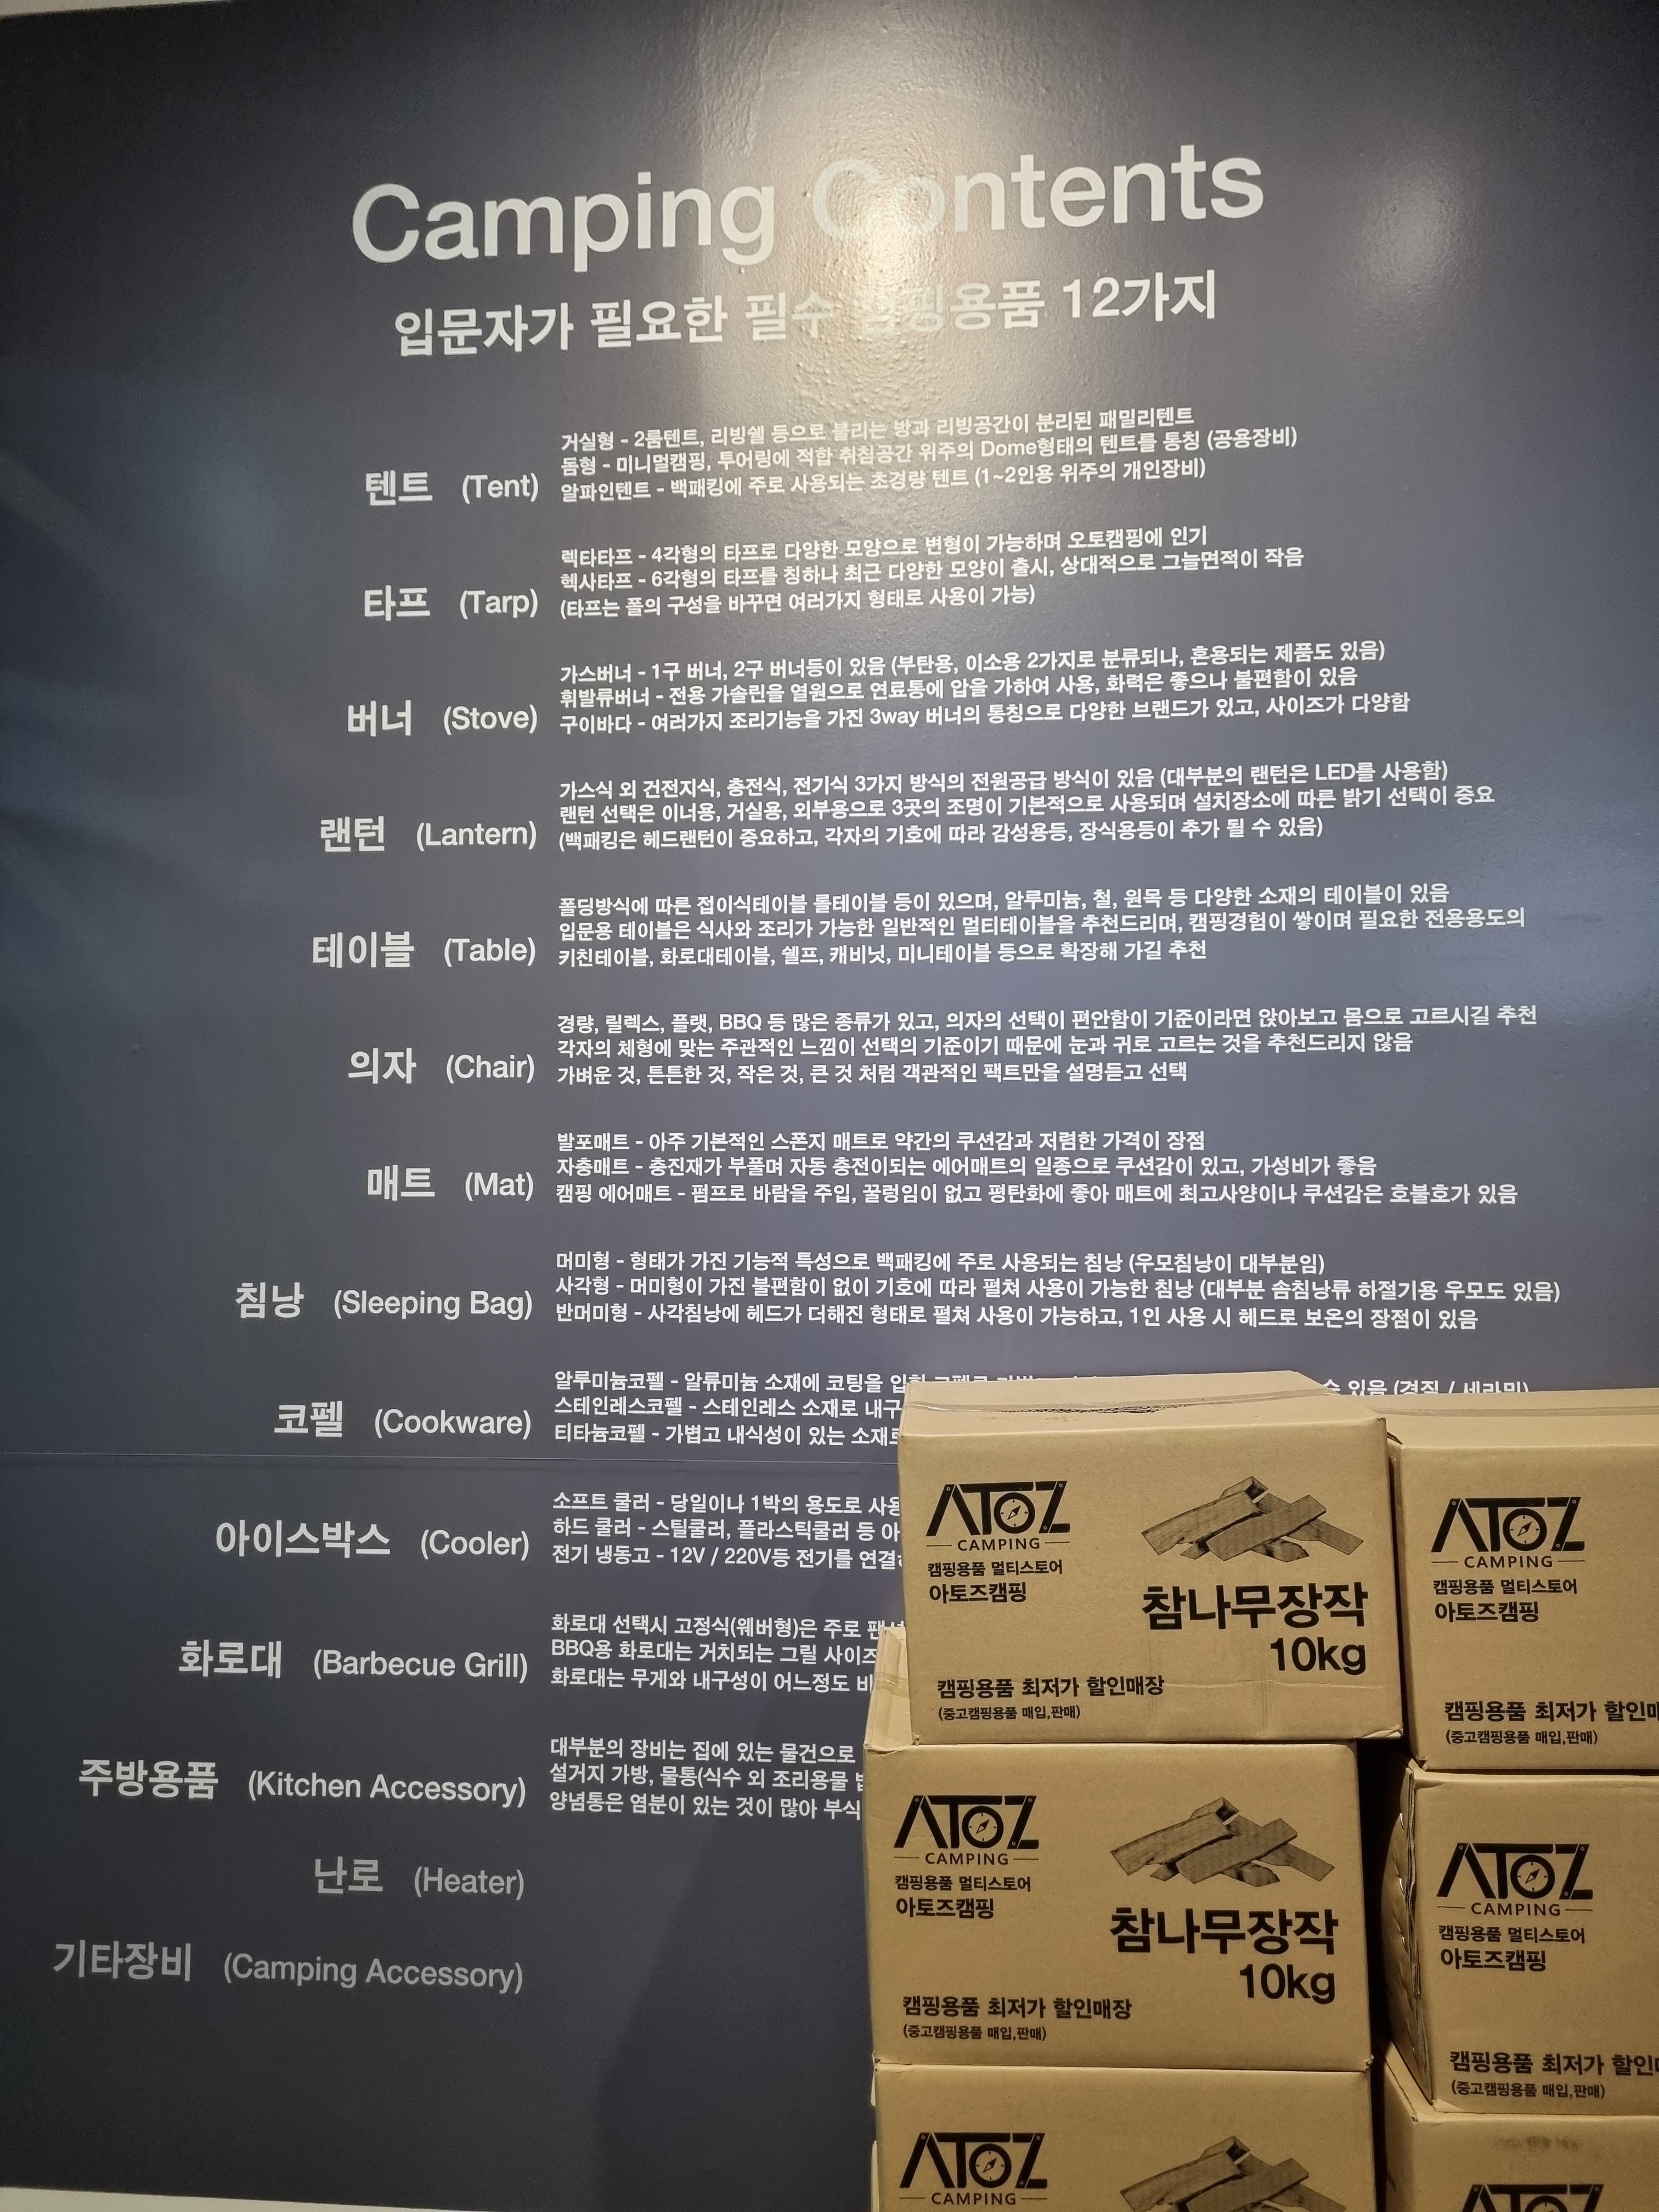 Camping Contents
입문자가 필요한 필수 캠핑용품 12가지
텐트 (Tent)
거실형 - 2룸텐트, 리빙쉘 등으로 불리는 방과 리빙공간이 분리된 패밀리텐트
돔형 - 미니멀캠핑, 투어링에 적합 취침공간 위주의 Dome형태의 텐트를 통칭 (공용장비)
알파인텐트 - 백패킹에 주로 사용되는 초경량 텐트 (1~2인용 위주의 개인장비)
타프 (Tarp)
렉타타프 - 4각형의 타프로 다양한 모양으로 변형이 가능하며 오토캠핑에 인기
헥사타프 - 6각형의 타프를 칭하나 최근 다양한 모양이 출시, 상대적으로 그늘면적이 작음
(타프는 폴의 구성을 바꾸면 여러가지 형태로 사용이 가능)
버너 (Stove)
가스버너 - 1구 버너, 2구 버너등이 있음 (부탄용, 이소용 2가지로 분류되나, 혼용되는 제품도 있음)
휘발류버너 - 전용 가솔린을 열원으로 연료통에 압을 가하여 사용, 화력은 좋으나 불편함이 있음
구이바다 - 여러가지 조리기능을 가진 3way 버너의 통칭으로 다양한 브랜드가 있고, 사이즈가 다양함
랜턴 (Lantern)
가스식 외 건전지식, 충전식, 전기식 3가지 방식의 전원공급 방식이 있음 (대부분의 랜턴은 LED를 사용함)
랜턴 선택은 이너용, 거실용, 외부용으로 3곳의 조명이 기본적으로 사용되며 설치장소에 따른 밝기 선택이 중요
(백패킹은 헤드랜턴이 중요하고, 각자의 기호에 따라 감성용등, 장식용등이 추가 될 수 있음)
테이블 (Table)
폴딩방식에 따른 접이식테이블 롤테이블 등이 있으며, 알루미늄, 철, 원목 등 다양한 소재의 테이블이 있음
입문용 테이블은 식사와 조리가 가능한 일반적인 멀티테이블을 추천드리며, 캠핑경험이 쌓이며 필요한 전용용도의
키친테이블, 화로대테이블, 쉘프, 캐비닛, 미니테이블 등으로 확장해 가길 추천
의자 (Chair)
경량, 릴렉스, 플랫, BBQ 등 많은 종류가 있고, 의자의 선택이 편안함이 기준이라면 앉아보고 몸으로 고르시길 추천
각자의 체형에 맞는 주관적인 느낌이 선택의 기준이기 때문에 눈과 귀로 고르는 것을 추천드리지 않음
가벼운 것, 튼튼한 것, 작은 것, 큰 것 처럼 객관적인 팩트만을 설명듣고 선택
매트 (Mat)
발포매트 - 아주 기본적인 스폰지 매트로 약간의 쿠션감과 저렴한 가격이 장점
자충매트 - 충진재가 부풀며 자동 충전이되는 에어매트의 일종으로 쿠션감이 있고, 가성비가 좋음
캠핑 에어매트 - 펌프로 바람을 주입, 꿀렁임이 없고 평탄화에 좋아 매트에 최고사양이나 쿠션감은 호불호가 있음
침낭 (Sleeping Bag)
머미형 - 형태가 가진 기능적 특성으로 백패킹에 주로 사용되는 침낭 (우모침낭이 대부분임)
사각형 - 머미형이 가진 불편함이 없이 기호에 따라 펼쳐 사용이 가능한 침낭 (대부분 솜침낭류 하절기용 우모도 있음)
반머미형 - 사각침낭에 헤드가 더해진 형태로 펼쳐 사용이 가능하고, 1인 사용 시 헤드로 보온의 장점이 있음
코펠 (Cookware)
알루미늄코펠 - 알류미늄 소재에 코팅을 있음 (경질 / 세라믹)
스테인레스코펠 - 스테인레스 소재로 내구
티타늄코펠 - 가볍고 내식성이 있는 소재로
아이스박스 (Cooler)
소프트 쿨러 - 당일이나 1박의 용도로 사용
하드 쿨러 - 스틸쿨러, 플라스틱쿨러 등 아
전기 냉동고 - 12V / 220V등 전기를
화로대 (Barbecue Grill)
화로대 선택시 고정식(웨버형)은 주로
BBQ용 화로대는 거치되는 그릴 사이즈
화로대는 무게와 내구성이 어느정도 비
주방용품 (Kitchen Accessory)
대부분의 장비는 집에 있는 물건으로
설거지 가방, 물통(식수 외 조리용물
양념통은 염분이 있는 것이 많아 부식
난로 (Heater)
기타장비 (Camping Accessory)
ATOZ
CAMPING
캠핑용품 멀티스토어
아토즈캠핑
참나무장작
10kg
캠핑용품 최저가 할인매장
(중고캠핑용품 매입,판매)
ATOZ
CAMPING
캠핑용품 멀티스토어
아토즈캠핑
캠핑용품 최저가 할인매
(중고캠핑용품 매입,판매)
ATOZ
CAMPING
캠핑용품 멀티스토어
아토즈캠핑
참나무장작
10kg
캠핑용품 최저가 할인매장
(중고캠핑용품 매입,판매)
ATOZ
CAMPING
캠핑용품 멀티스토어
아토즈캠핑
캠핑용품 최저가 할인
(중고캠핑용품 매입,판매)
ATOZ
CAMPING
ATOZ